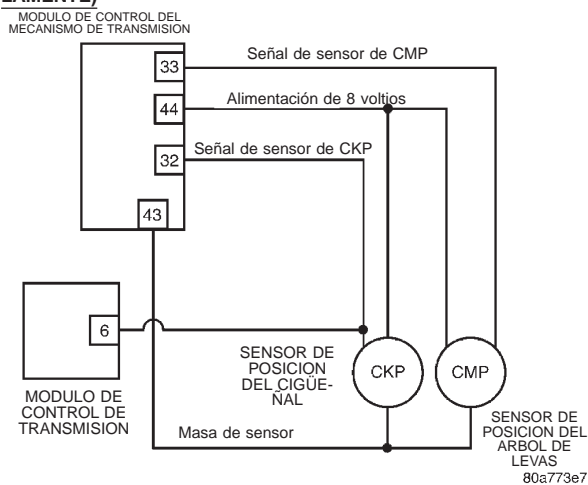 LAMENTE)
MODULO DE CONTROL DEL
MECANISMO DE TRANSMISION
33
Señal de sensor de CMP
44
Alimentación de 8 voltios
32
Señal de sensor de CKP
43
6
MODULO DE
CONTROL DE
TRANSMISION
SENSOR DE
POSICION
DEL CIGÜE-
ÑAL
CKP
CMP
Masa de sensor
SENSOR DE
POSICION DEL
ARBOL DE
LEVAS
80a773e7